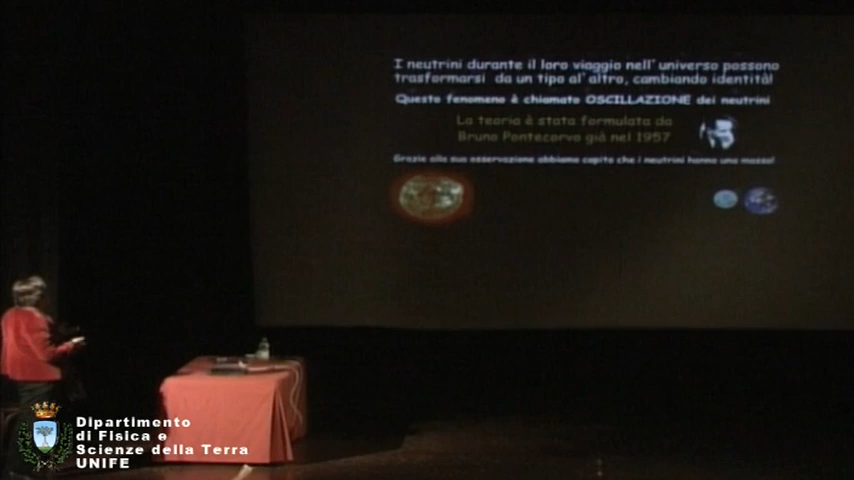 I neutrini durante il loro viaggio nell'universo possono
trasformarsi da un tipo al'altro, cambiando identità!
Questo fenomeno è chiamato OSCILLAZIONE dei neutrini
La teoria è stata formulata da
Bruno Pontecorvo già nel 1957
Grazie alla sua osservazione abbiamo capito che i neutrini hanno una massa!
Dipartimento
di Fisica e
Scienze della Terra
UNIFE